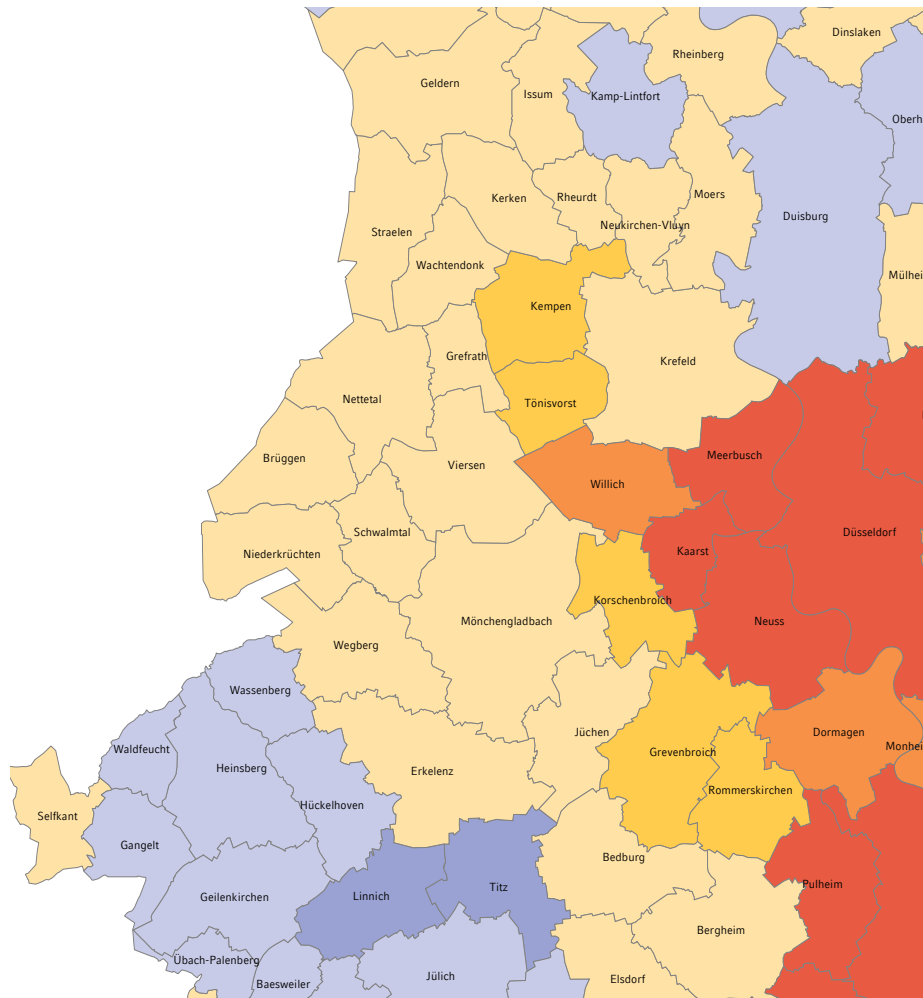 Dinslaken
Rheinberg
Geldern
Issum
Kamp-Lintfort
Oberh
Moers
Kerken
Rheurdt
Duisburg
Neukirchen-Vluyn
Straelen
Wachtendonk
Mülhei
Kempen
Grefrath
Krefeld
Nettetal
Tönisvorst
Meerbusch
Brüggen
Viersen
Willich
Schwalmtal
Düsseldorf
Niederkrüchten
Kaarst
Korschenbroich
Mönchengladbach
Neuss
Wegberg
Wassenberg
Jüchen
Dormagen
Waldfeucht
Monhei
Grevenbroich
Heinsberg
Erkelenz
Rommerskirchen
Hückelhoven
Selfkant
Gangelt
Bedburg
Pulheim
Titz
Linnich
Geilenkirchen
Bergheim
Übach-Palenberg
Jülich
Elsdorf
Baesweiler